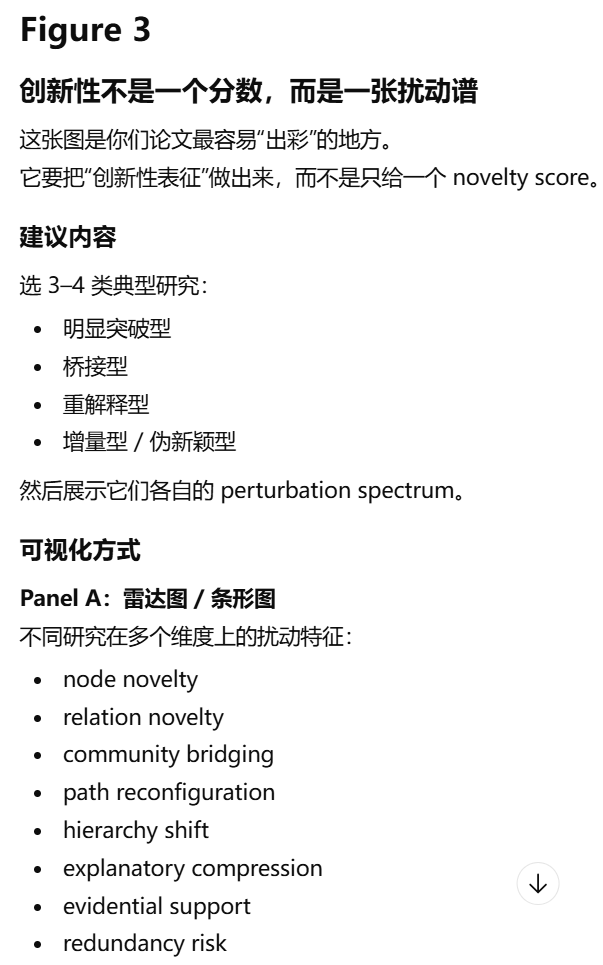 Figure 3
创新性不是一个分数，而是一张扰动谱
这张图是你们论文最容易“出彩”的地方。
它要把“创新性表征”做出来，而不是只给一个 novelty score。
建议内容
选 3–4 类典型研究：
• 明显突破型
• 桥接型
• 重解释型
• 增量型 / 伪新颖型
然后展示它们各自的 perturbation spectrum。
可视化方式
Panel A：雷达图 / 条形图
不同研究在多个维度上的扰动特征：
• node novelty
• relation novelty
• community bridging
• path reconfiguration
• hierarchy shift
• explanatory compression
• evidential support
• redundancy risk